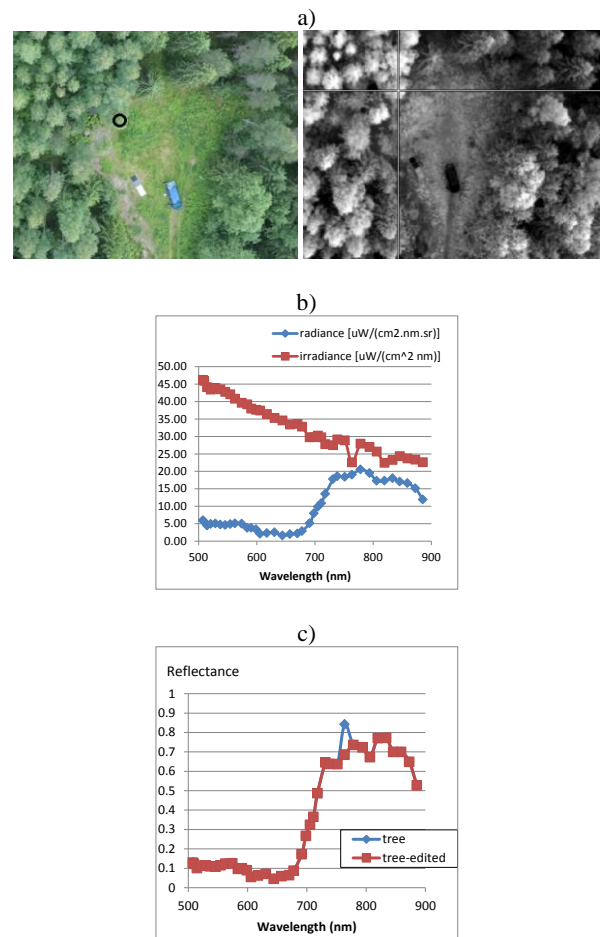 a)
b)
radiance [uW/(cm2.nm.sr)]
irradiance [uW/(cm^2 nm)]
50.00
45.00
40.00
35.00
30.00
25.00
20.00
15.00
10.00
5.00
0.00
500 600 700 800 900
Wavelength (nm)
c)
Reflectance
1
0.9
0.8
0.7
0.6
0.5
0.4
0.3
0.2
0.1
0
tree
tree-edited
500 600 700 800 900
Wavelength (nm)